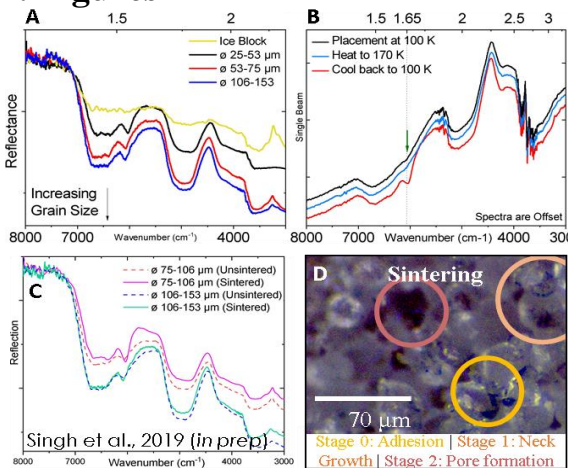 A
1.5
2
Ice Block
ø 25-53 µm
ø 53-75 µm
ø 106-153
Reflectance
Increasing
Grain Size
8000
7000
Wavenumber (cm⁻¹)
4000
B
1.5 1.65
2
2.5
3
Placement at 100 K
Heat to 170 K
Cool back to 100 K
Single Beam
Spectra are Offset
8000
7000
Wavenumber (cm-1)
4000
3000
C
ø 75-106 µm (Unsintered)
ø 75-106 µm (Sintered)
ø 106-153 µm (Unsintered)
ø 106-153 µm (Sintered)
Reflection
Singh et al., 2019 (in prep)
8000
7000
Wavenumber (cm⁻¹)
4000
3000
D
Sintering
70 µm
Stage 0: Adhesion | Stage 1: Neck
Growth | Stage 2: Pore formation